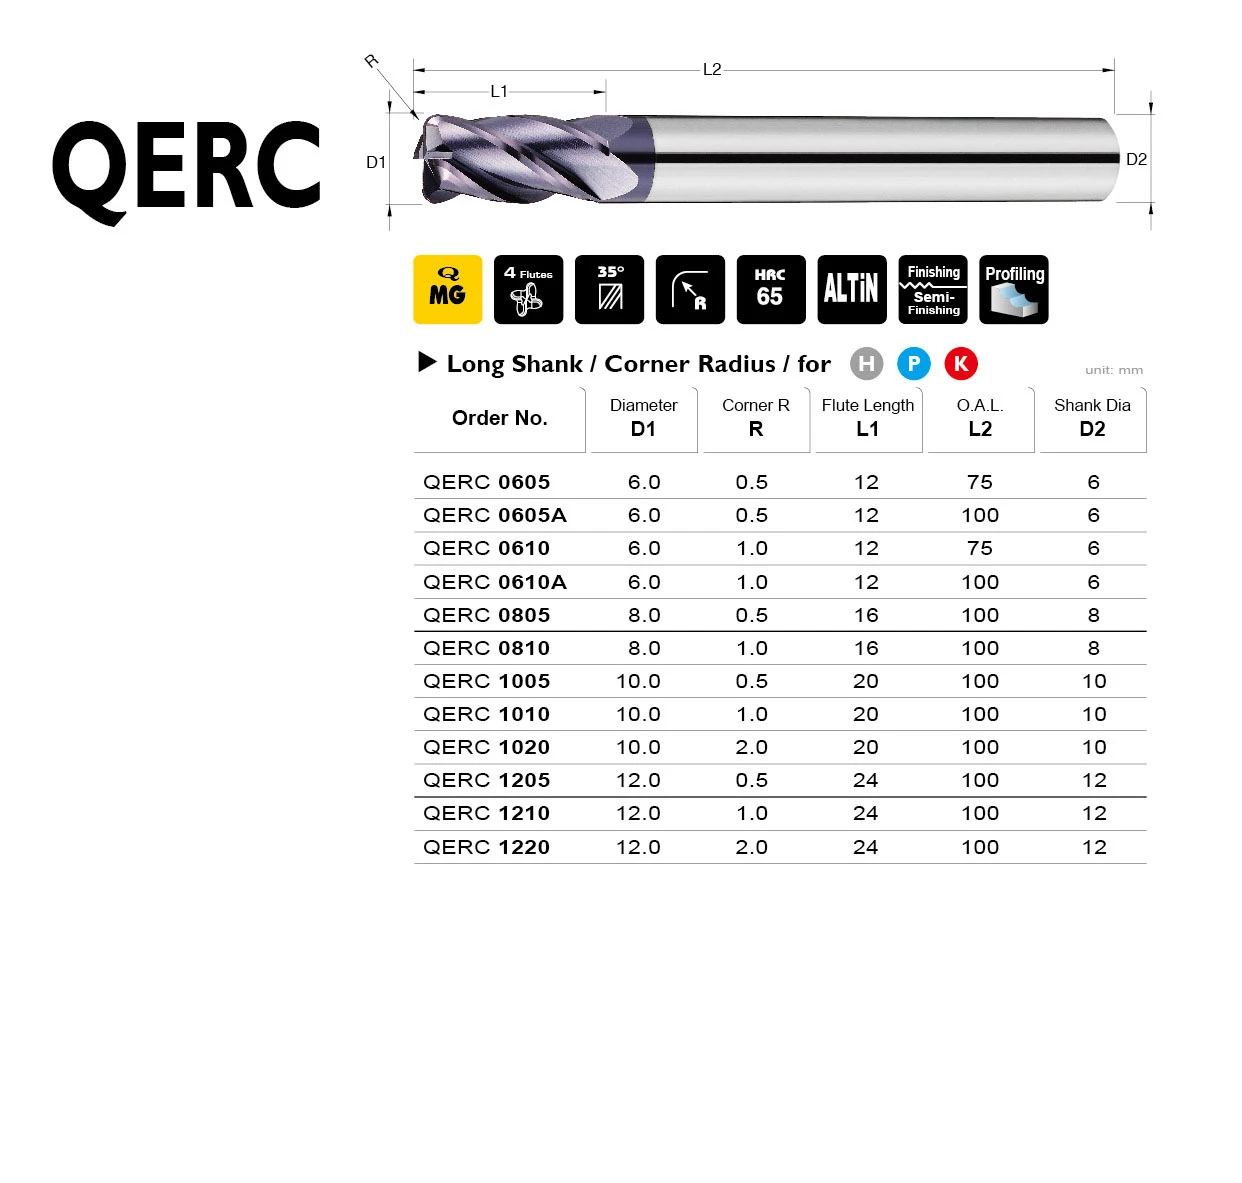 QERC
R
L2
L1
D1
D2
Q
MG
4 Flutes
35°
R
HRC
65
ALTiN
Finishing
Semi-
Finishing
Profiling
Long Shank / Corner Radius / for H P K
unit: mm
Order No. Diameter D1 Corner R R Flute Length L1 O.A.L. L2 Shank Dia D2
QERC 0605 6.0 0.5 12 75 6
QERC 0605A 6.0 0.5 12 100 6
QERC 0610 6.0 1.0 12 75 6
QERC 0610A 6.0 1.0 12 100 6
QERC 0805 8.0 0.5 16 100 8
QERC 0810 8.0 1.0 16 100 8
QERC 1005 10.0 0.5 20 100 10
QERC 1010 10.0 1.0 20 100 10
QERC 1020 10.0 2.0 20 100 10
QERC 1205 12.0 0.5 24 100 12
QERC 1210 12.0 1.0 24 100 12
QERC 1220 12.0 2.0 24 100 12